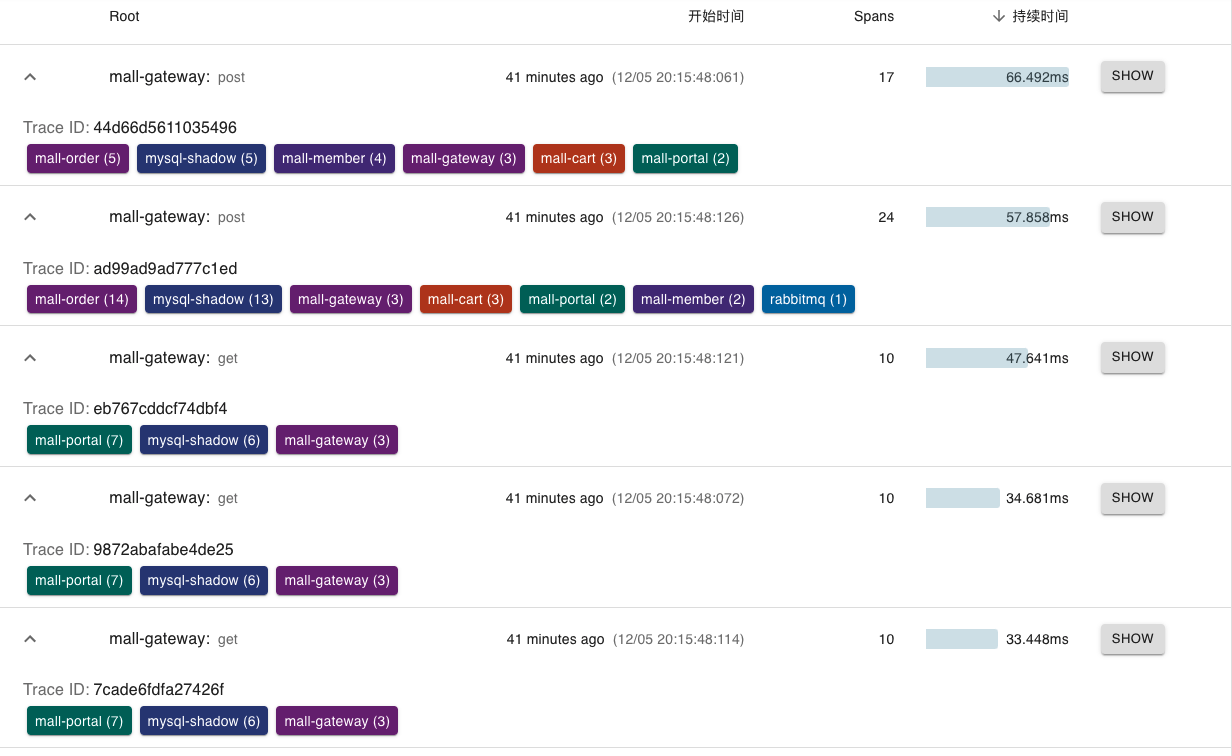 Root 开始时间 Spans ↓ 持续时间
mall-gateway: post 41 minutes ago (12/05 20:15:48:061) 17 66.492ms SHOW
Trace ID: 44d66d5611035496
mall-order (5) mysql-shadow (5) mall-member (4) mall-gateway (3) mall-cart (3) mall-portal (2)
mall-gateway: post 41 minutes ago (12/05 20:15:48:126) 24 57.858ms SHOW
Trace ID: ad99ad9ad777c1ed
mall-order (14) mysql-shadow (13) mall-gateway (3) mall-cart (3) mall-portal (2) mall-member (2) rabbitmq (1)
mall-gateway: get 41 minutes ago (12/05 20:15:48:121) 10 47.641ms SHOW
Trace ID: eb767cddcf74dbf4
mall-portal (7) mysql-shadow (6) mall-gateway (3)
mall-gateway: get 41 minutes ago (12/05 20:15:48:072) 10 34.681ms SHOW
Trace ID: 9872abafabe4de25
mall-portal (7) mysql-shadow (6) mall-gateway (3)
mall-gateway: get 41 minutes ago (12/05 20:15:48:114) 10 33.448ms SHOW
Trace ID: 7cade6fdfa27426f
mall-portal (7) mysql-shadow (6) mall-gateway (3)